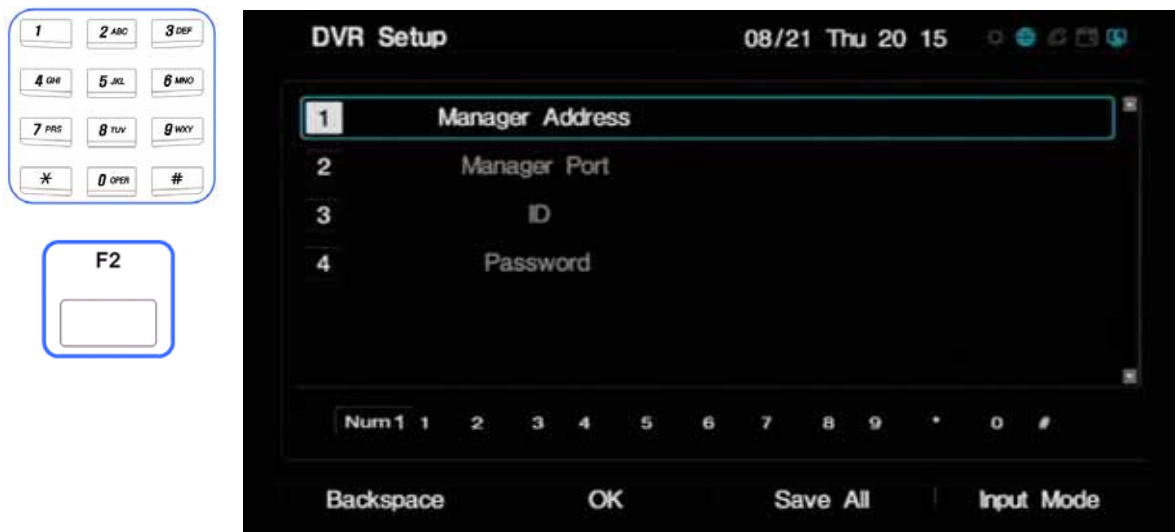 1 2 ABC 3 DEF
4 GHI 5 JKL 6 MNO
7 PRS 8 TUV 9 WXY
* 0 OPER #
F2
DVR Setup 08/21 Thu 20 15
1 Manager Address
2 Manager Port
3 ID
4 Password
Num1 1 2 3 4 5 6 7 8 9 * 0 #
Backspace OK Save All Input Mode